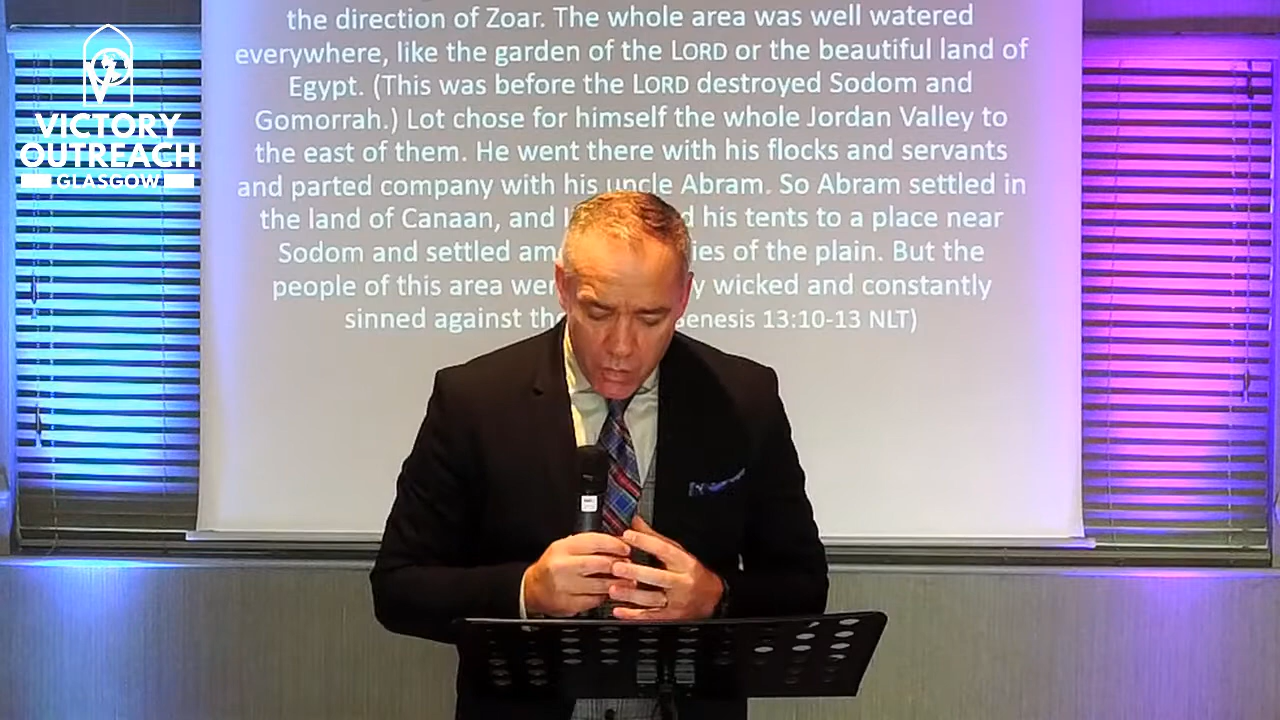 VICTORY
OUTREACH
GLASGOW
the direction of Zoar. The whole area was well watered
everywhere, like the garden of the LORD or the beautiful land of
Egypt. (This was before the LORD destroyed Sodom and
Gomorrah.) Lot chose for himself the whole Jordan Valley to
the east of them. He went there with his flocks and servants
and parted company with his uncle Abram. So Abram settled in
the land of Canaan, and his tents to a place near
Sodom and settled of the plain. But the
people of this area wicked and constantly
sinned against Genesis 13:10-13 NLT)